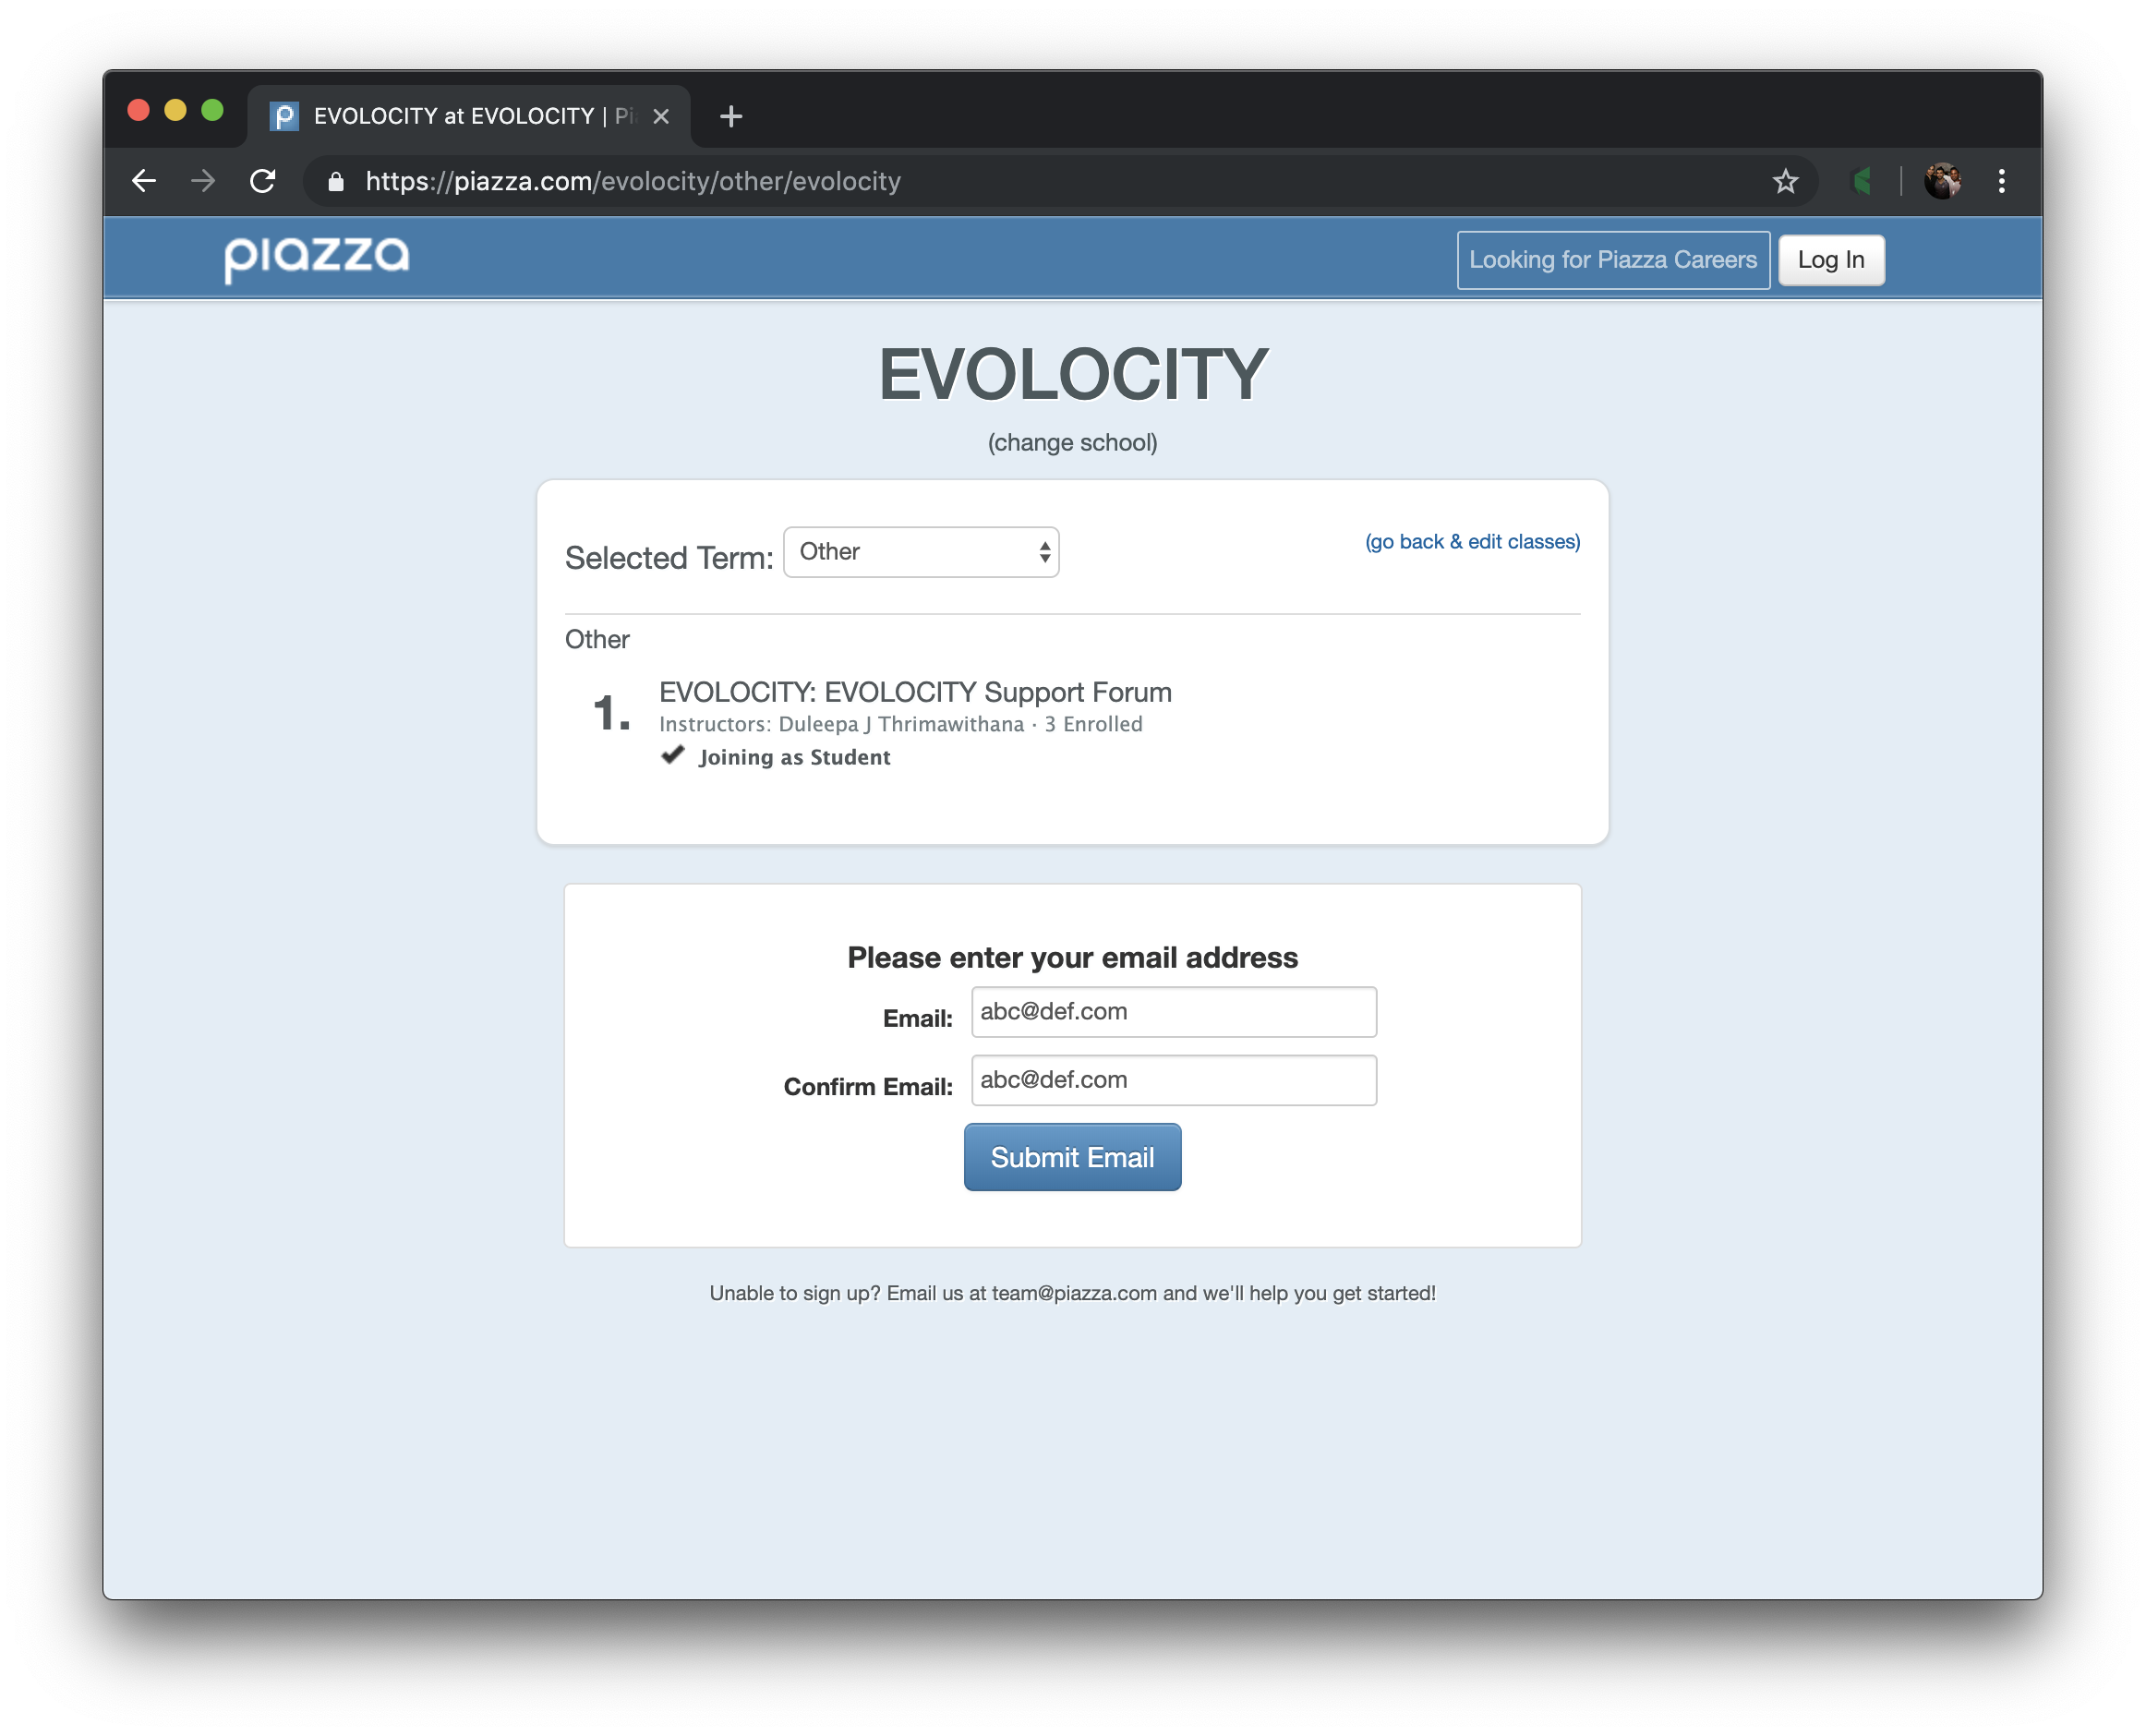 EVOLOCITY at EVOLOCITY | Pi
https://piazza.com/evolocity/other/evolocity
piazza
Looking for Piazza Careers
Log In
EVOLOCITY
(change school)
Selected Term: Other
(go back & edit classes)
Other
1. EVOLOCITY: EVOLOCITY Support Forum
Instructors: Duleepa J Thrimawithana · 3 Enrolled
Joining as Student
Please enter your email address
Email: abc@def.com
Confirm Email: abc@def.com
Submit Email
Unable to sign up? Email us at team@piazza.com and we'll help you get started!